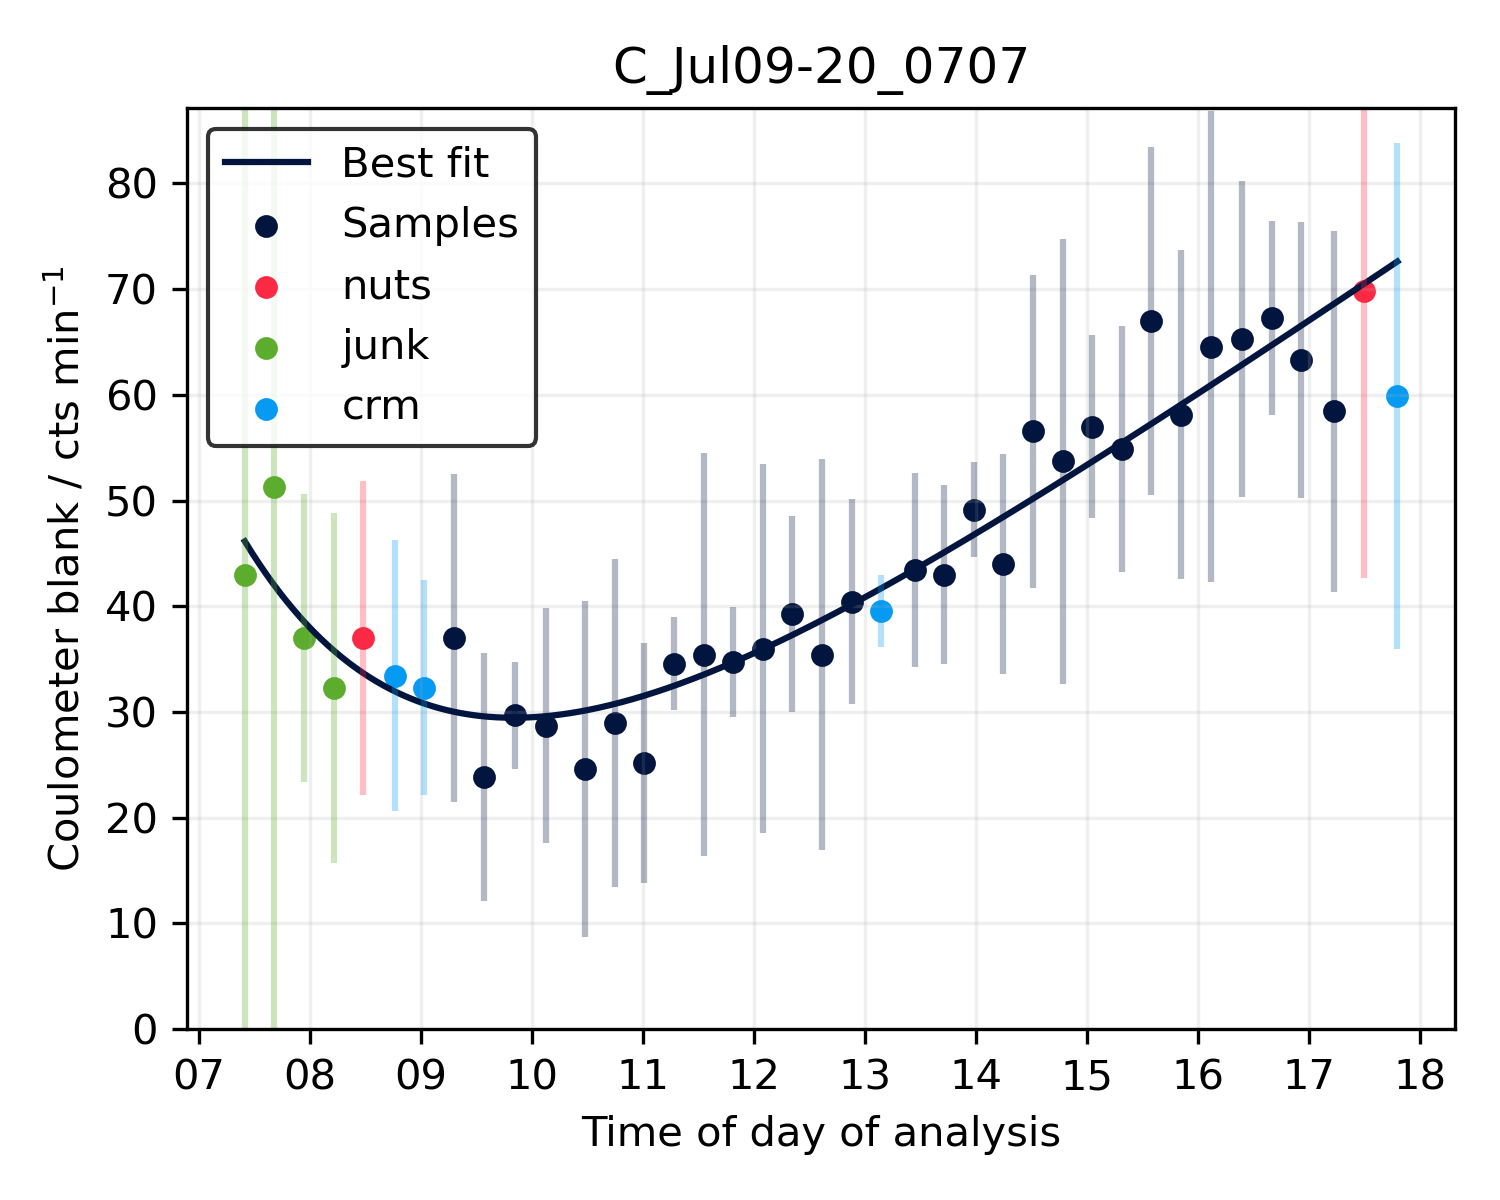 C_Jul09-20_0707
Best fit
Samples
nuts
junk
crm
Coulometer blank / cts min⁻¹
80
70
60
50
40
30
20
10
0
07 08 09 10 11 12 13 14 15 16 17 18
Time of day of analysis